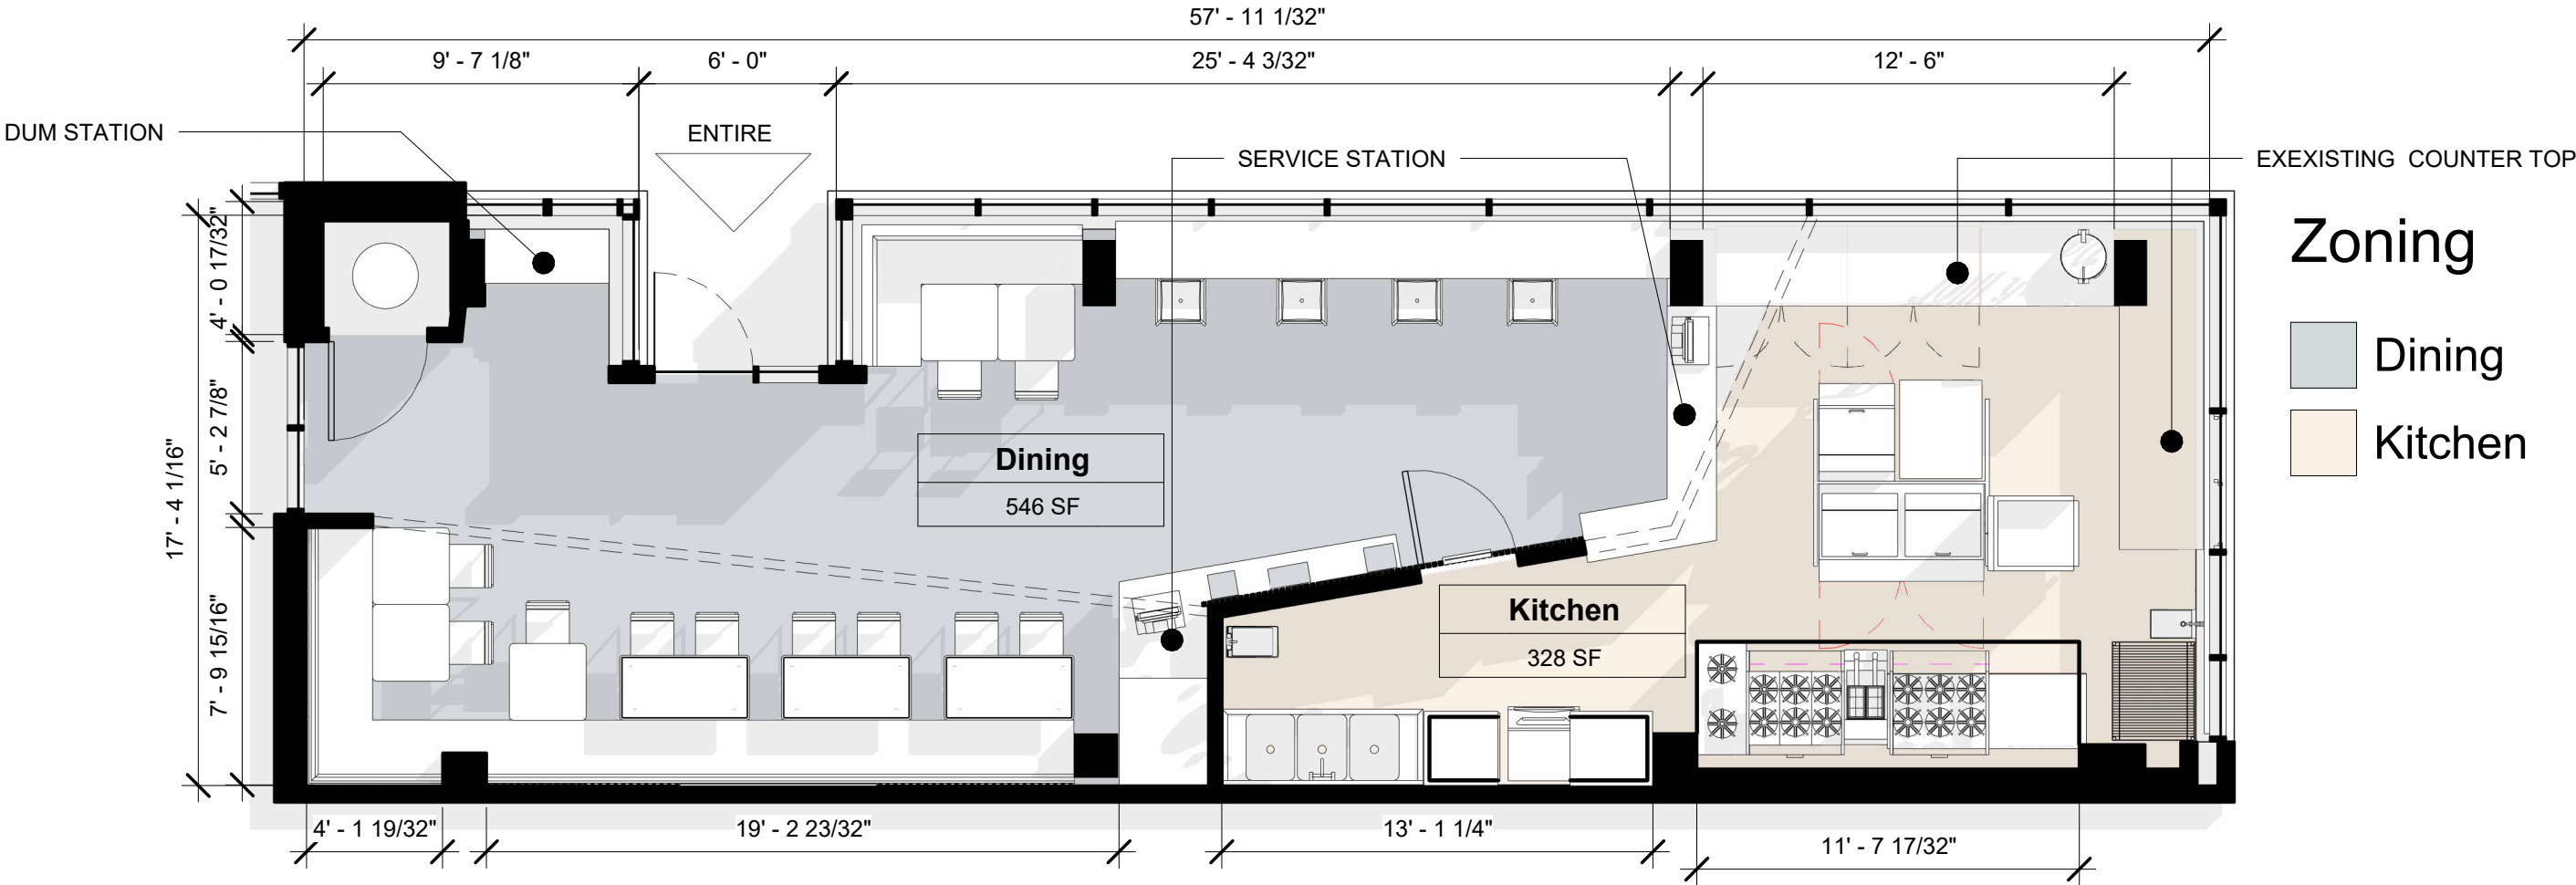 57' - 11 1/32"
9' - 7 1/8"
6' - 0"
25' - 4 3/32"
12' - 6"
DUM STATION
ENTIRE
SERVICE STATION
EXEXISTING COUNTER TOP
Zoning
Dining
Kitchen
4' - 0 17/32"
5' - 2 7/8"
17' - 4 1/16"
7' - 9 15/16"
Dining
546 SF
Kitchen
328 SF
4' - 1 19/32"
19' - 2 23/32"
13' - 1 1/4"
11' - 7 17/32"